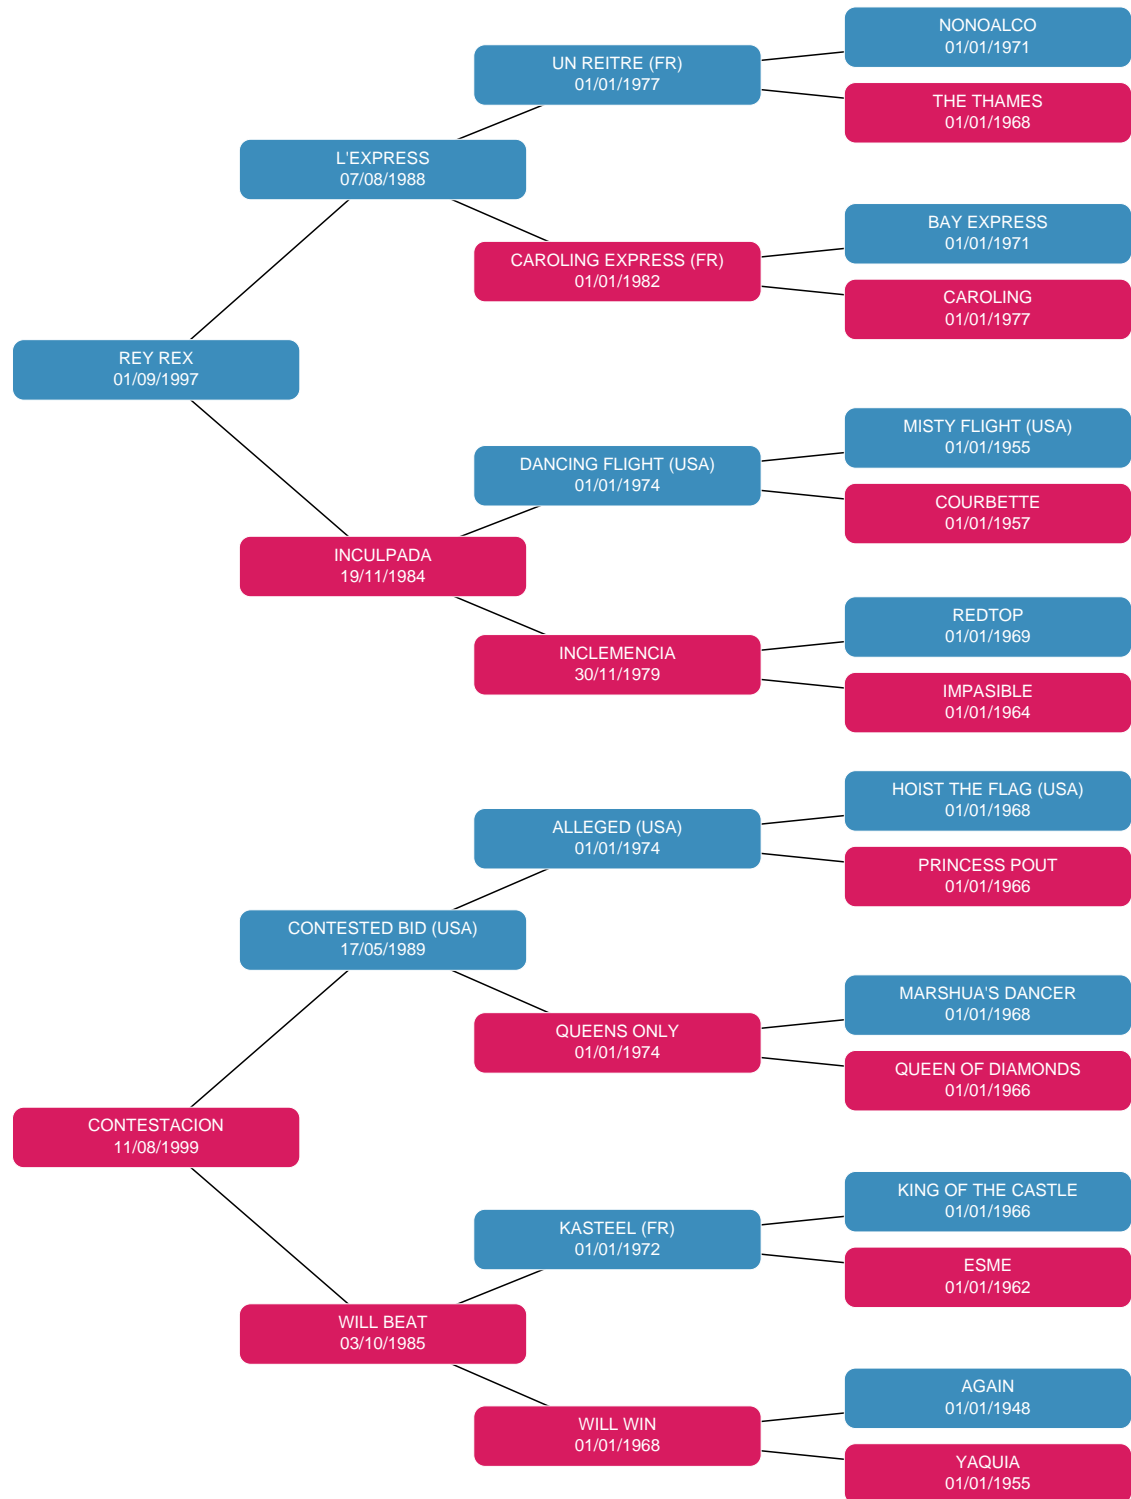 NONOALCO
01/01/1971
UN REITRE (FR)
01/01/1977
THE THAMES
01/01/1968
L'EXPRESS
07/08/1988
BAY EXPRESS
01/01/1971
CAROLING EXPRESS (FR)
01/01/1982
CAROLING
01/01/1977
REY REX
01/09/1997
MISTY FLIGHT (USA)
01/01/1955
DANCING FLIGHT (USA)
01/01/1974
COURBETTE
01/01/1957
INCULPADA
19/11/1984
REDTOP
01/01/1969
INCLEMENCIA
30/11/1979
IMPASIBLE
01/01/1964
HOIST THE FLAG (USA)
01/01/1968
ALLEGED (USA)
01/01/1974
PRINCESS POUT
01/01/1966
CONTESTED BID (USA)
17/05/1989
MARSHUA'S DANCER
01/01/1968
QUEENS ONLY
01/01/1974
QUEEN OF DIAMONDS
01/01/1966
CONTESTACION
11/08/1999
KING OF THE CASTLE
01/01/1966
KASTEEL (FR)
01/01/1972
ESME
01/01/1962
WILL BEAT
03/10/1985
AGAIN
01/01/1948
WILL WIN
01/01/1968
YAQUIA
01/01/1955